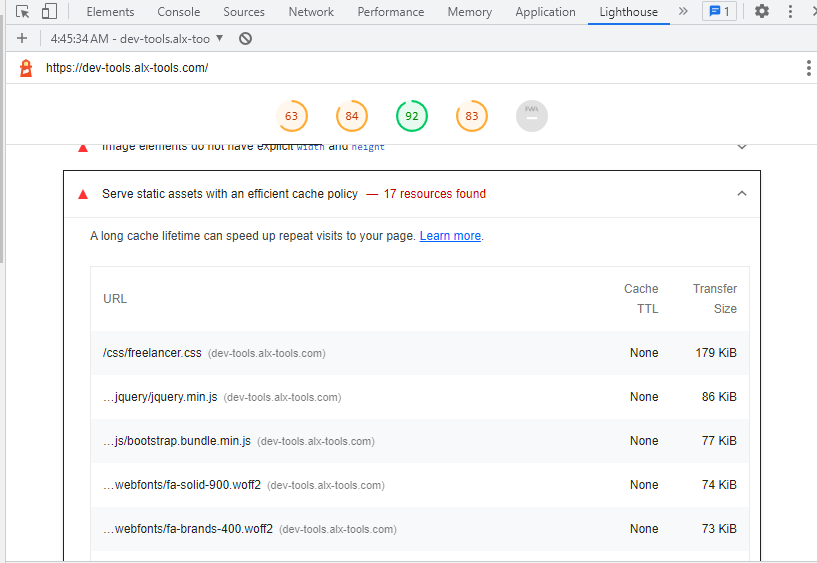 Elements Console Sources Network Performance Memory Application Lighthouse » 1
+ 4:45:34 AM - dev-tools.alx-too ▼
https://dev-tools.alx-tools.com/
63 84 92 83 PWA
Image elements do not have explicit width and height
Serve static assets with an efficient cache policy — 17 resources found
A long cache lifetime can speed up repeat visits to your page. Learn more.
URL Cache TTL Transfer Size
/css/freelancer.css (dev-tools.alx-tools.com) None 179 KiB
…jquery/jquery.min.js (dev-tools.alx-tools.com) None 86 KiB
…js/bootstrap.bundle.min.js (dev-tools.alx-tools.com) None 77 KiB
…webfonts/fa-solid-900.woff2 (dev-tools.alx-tools.com) None 74 KiB
…webfonts/fa-brands-400.woff2 (dev-tools.alx-tools.com) None 73 KiB